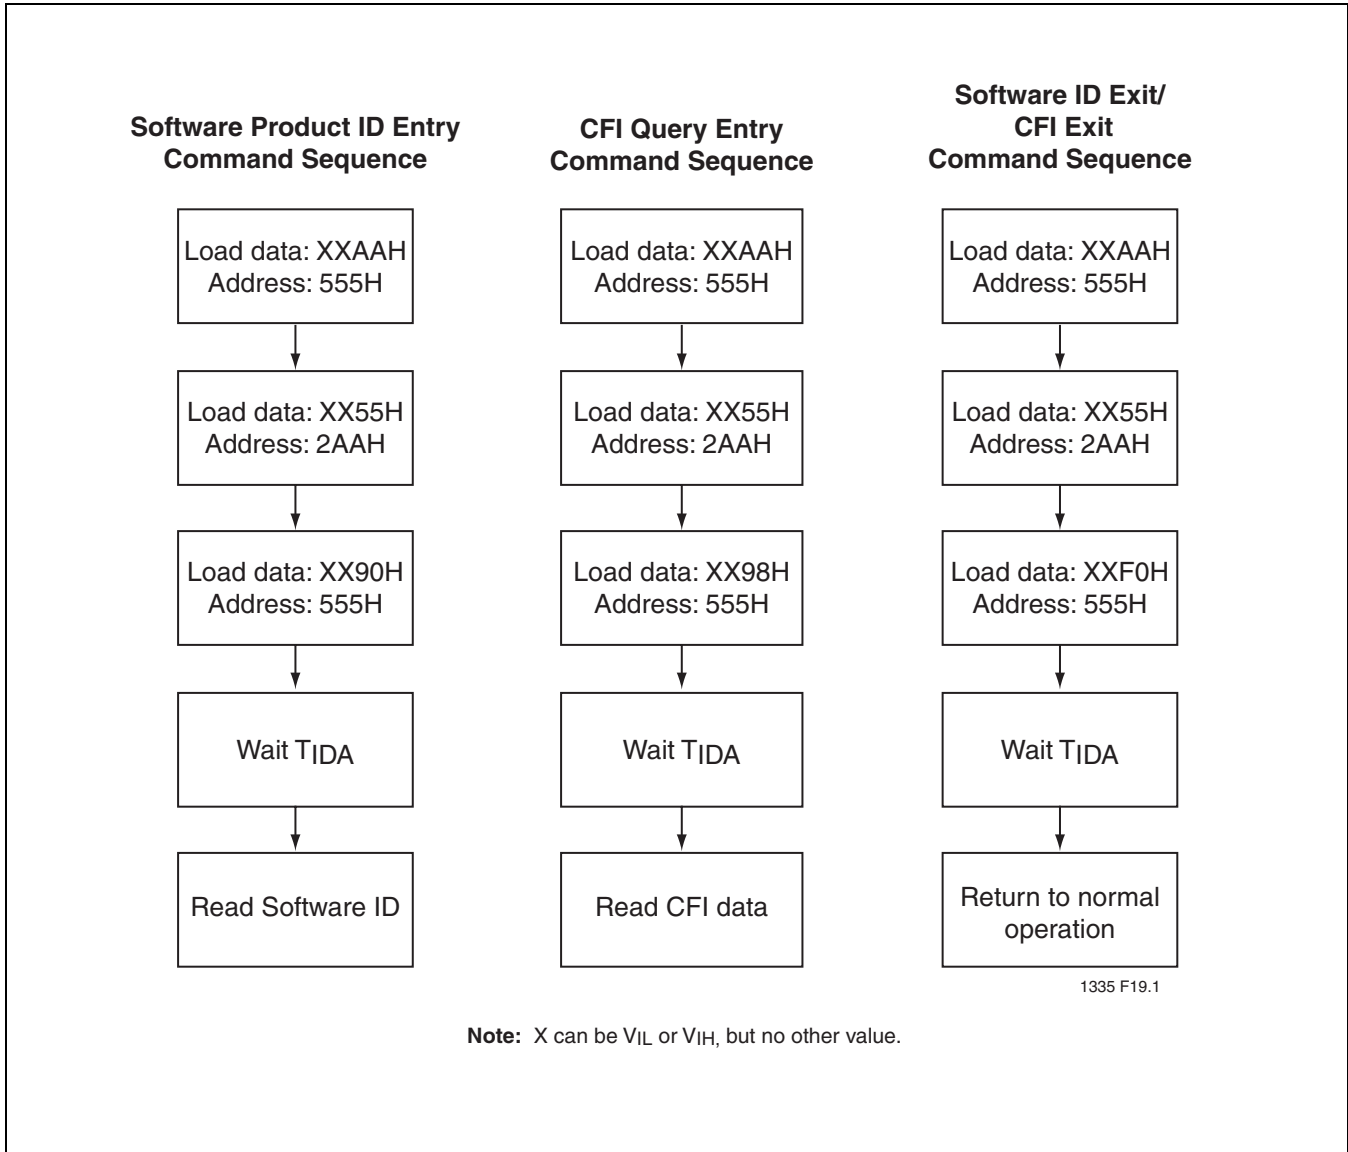 Software Product ID Entry
Command Sequence
Load data: XXAAH
Address: 555H
Load data: XX55H
Address: 2AAH
Load data: XX90H
Address: 555H
Wait TIDA
Read Software ID
CFI Query Entry
Command Sequence
Load data: XXAAH
Address: 555H
Load data: XX55H
Address: 2AAH
Load data: XX98H
Address: 555H
Wait TIDA
Read CFI data
Software ID Exit/
CFI Exit
Command Sequence
Load data: XXAAH
Address: 555H
Load data: XX55H
Address: 2AAH
Load data: XXF0H
Address: 555H
Wait TIDA
Return to normal
operation
1335 F19.1
Note: X can be VIL or VIH, but no other value.